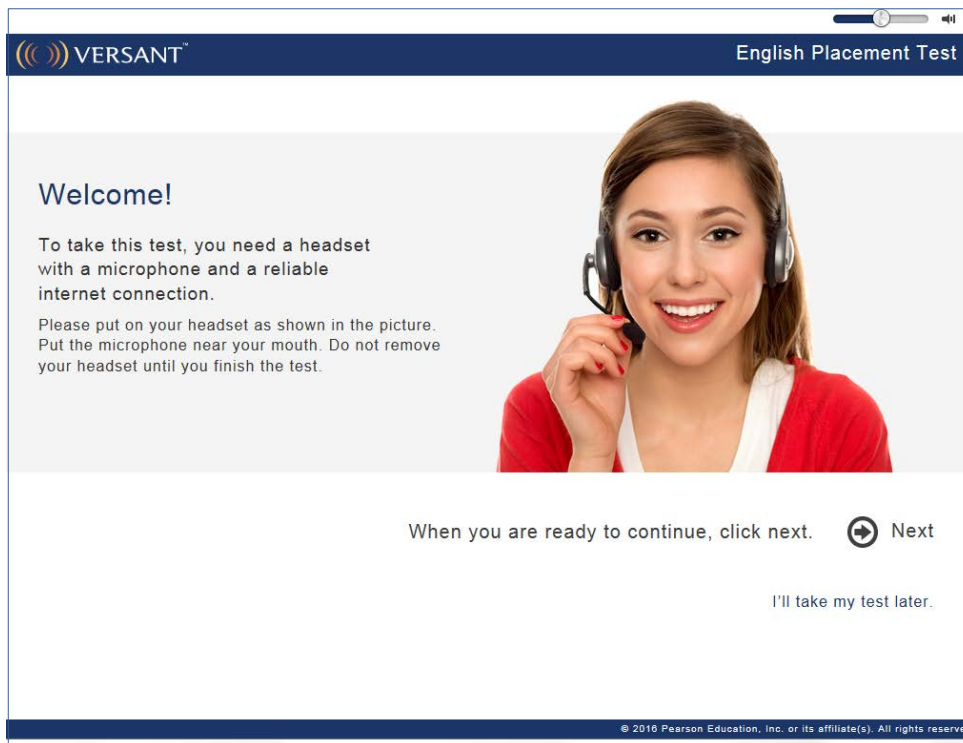 VERSANT™
English Placement Test
Welcome!
To take this test, you need a headset
with a microphone and a reliable
internet connection.
Please put on your headset as shown in the picture.
Put the microphone near your mouth. Do not remove
your headset until you finish the test.
When you are ready to continue, click next.
Next
I'll take my test later.
© 2016 Pearson Education, Inc. or its affiliate(s). All rights reserve